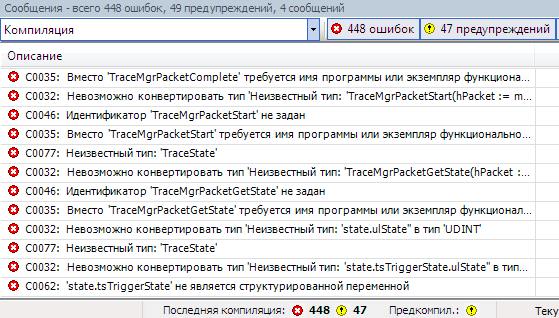 Сообщения - всего 448 ошибок, 49 предупреждений, 4 сообщений
Компиляция 448 ошибок 47 предупреждений
Описание
C0035: Вместо 'TraceMgrPacketComplete' требуется имя программы или экземпляр функциона...
C0032: Невозможно конвертировать тип 'Неизвестный тип: 'TraceMgrPacketStart(hPacket := m...
C0046: Идентификатор 'TraceMgrPacketStart' не задан
C0035: Вместо 'TraceMgrPacketStart' требуется имя программы или экземпляр функционально...
C0077: Неизвестный тип: 'TraceState'
C0032: Невозможно конвертировать тип 'Неизвестный тип: 'TraceMgrPacketGetState(hPacket :...
C0046: Идентификатор 'TraceMgrPacketGetState' не задан
C0035: Вместо 'TraceMgrPacketGetState' требуется имя программы или экземпляр функционал...
C0032: Невозможно конвертировать тип 'Неизвестный тип: 'state.ulState'' в тип 'UDINT'
C0077: Неизвестный тип: 'TraceState'
C0032: Невозможно конвертировать тип 'Неизвестный тип: 'state.tsTriggerState.ulState'' в тип...
C0062: 'state.tsTriggerState' не является структурированной переменной
Последняя компиляция: 448 47 Предкомпил.: Теку